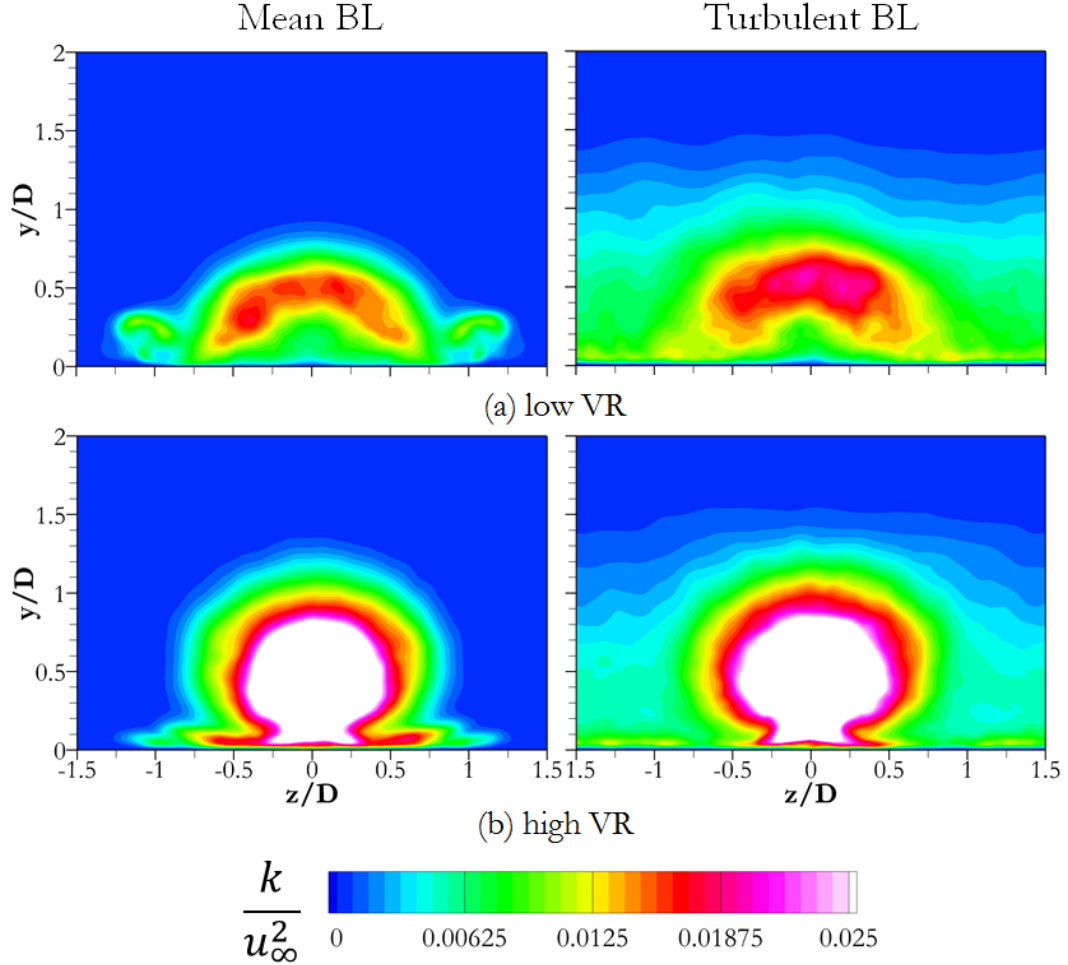 Mean BL Turbulent BL
2
1.5
y/D
1
0.5
0
(a) low VR
2
1.5
y/D
1
0.5
0
-1.5 -1 -0.5 0 0.5 1 1.5 -1 -0.5 0 0.5 1 1.5
z/D z/D
(b) high VR
k
u∞²
0 0.00625 0.0125 0.01875 0.025